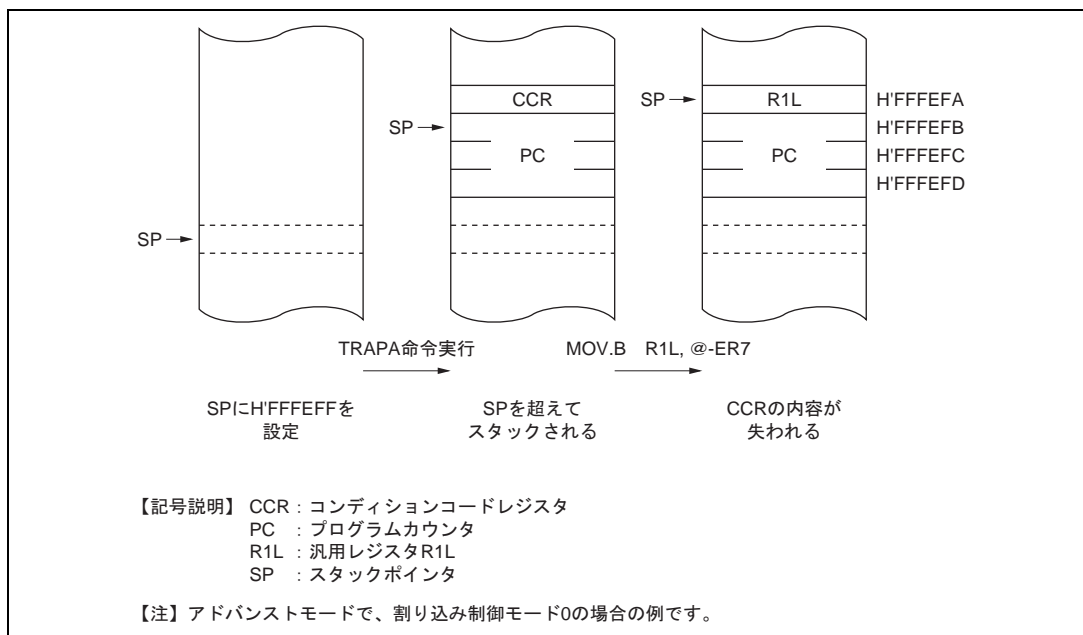 CCR
SP
R1L
H'FFFEFA
SP
H'FFFEFB
PC
PC
H'FFFEFC
H'FFFEFD
SP
TRAPA命令実行
MOV.B R1L, @-ER7
SPにH'FFFEFFを
設定
SPを超えて
スタックされる
CCRの内容が
失われる
【記号説明】 CCR : コンディションコードレジスタ
PC : プログラムカウンタ
R1L : 汎用レジスタR1L
SP : スタックポインタ
【注】アドバンストモードで、割り込み制御モード0の場合の例です。